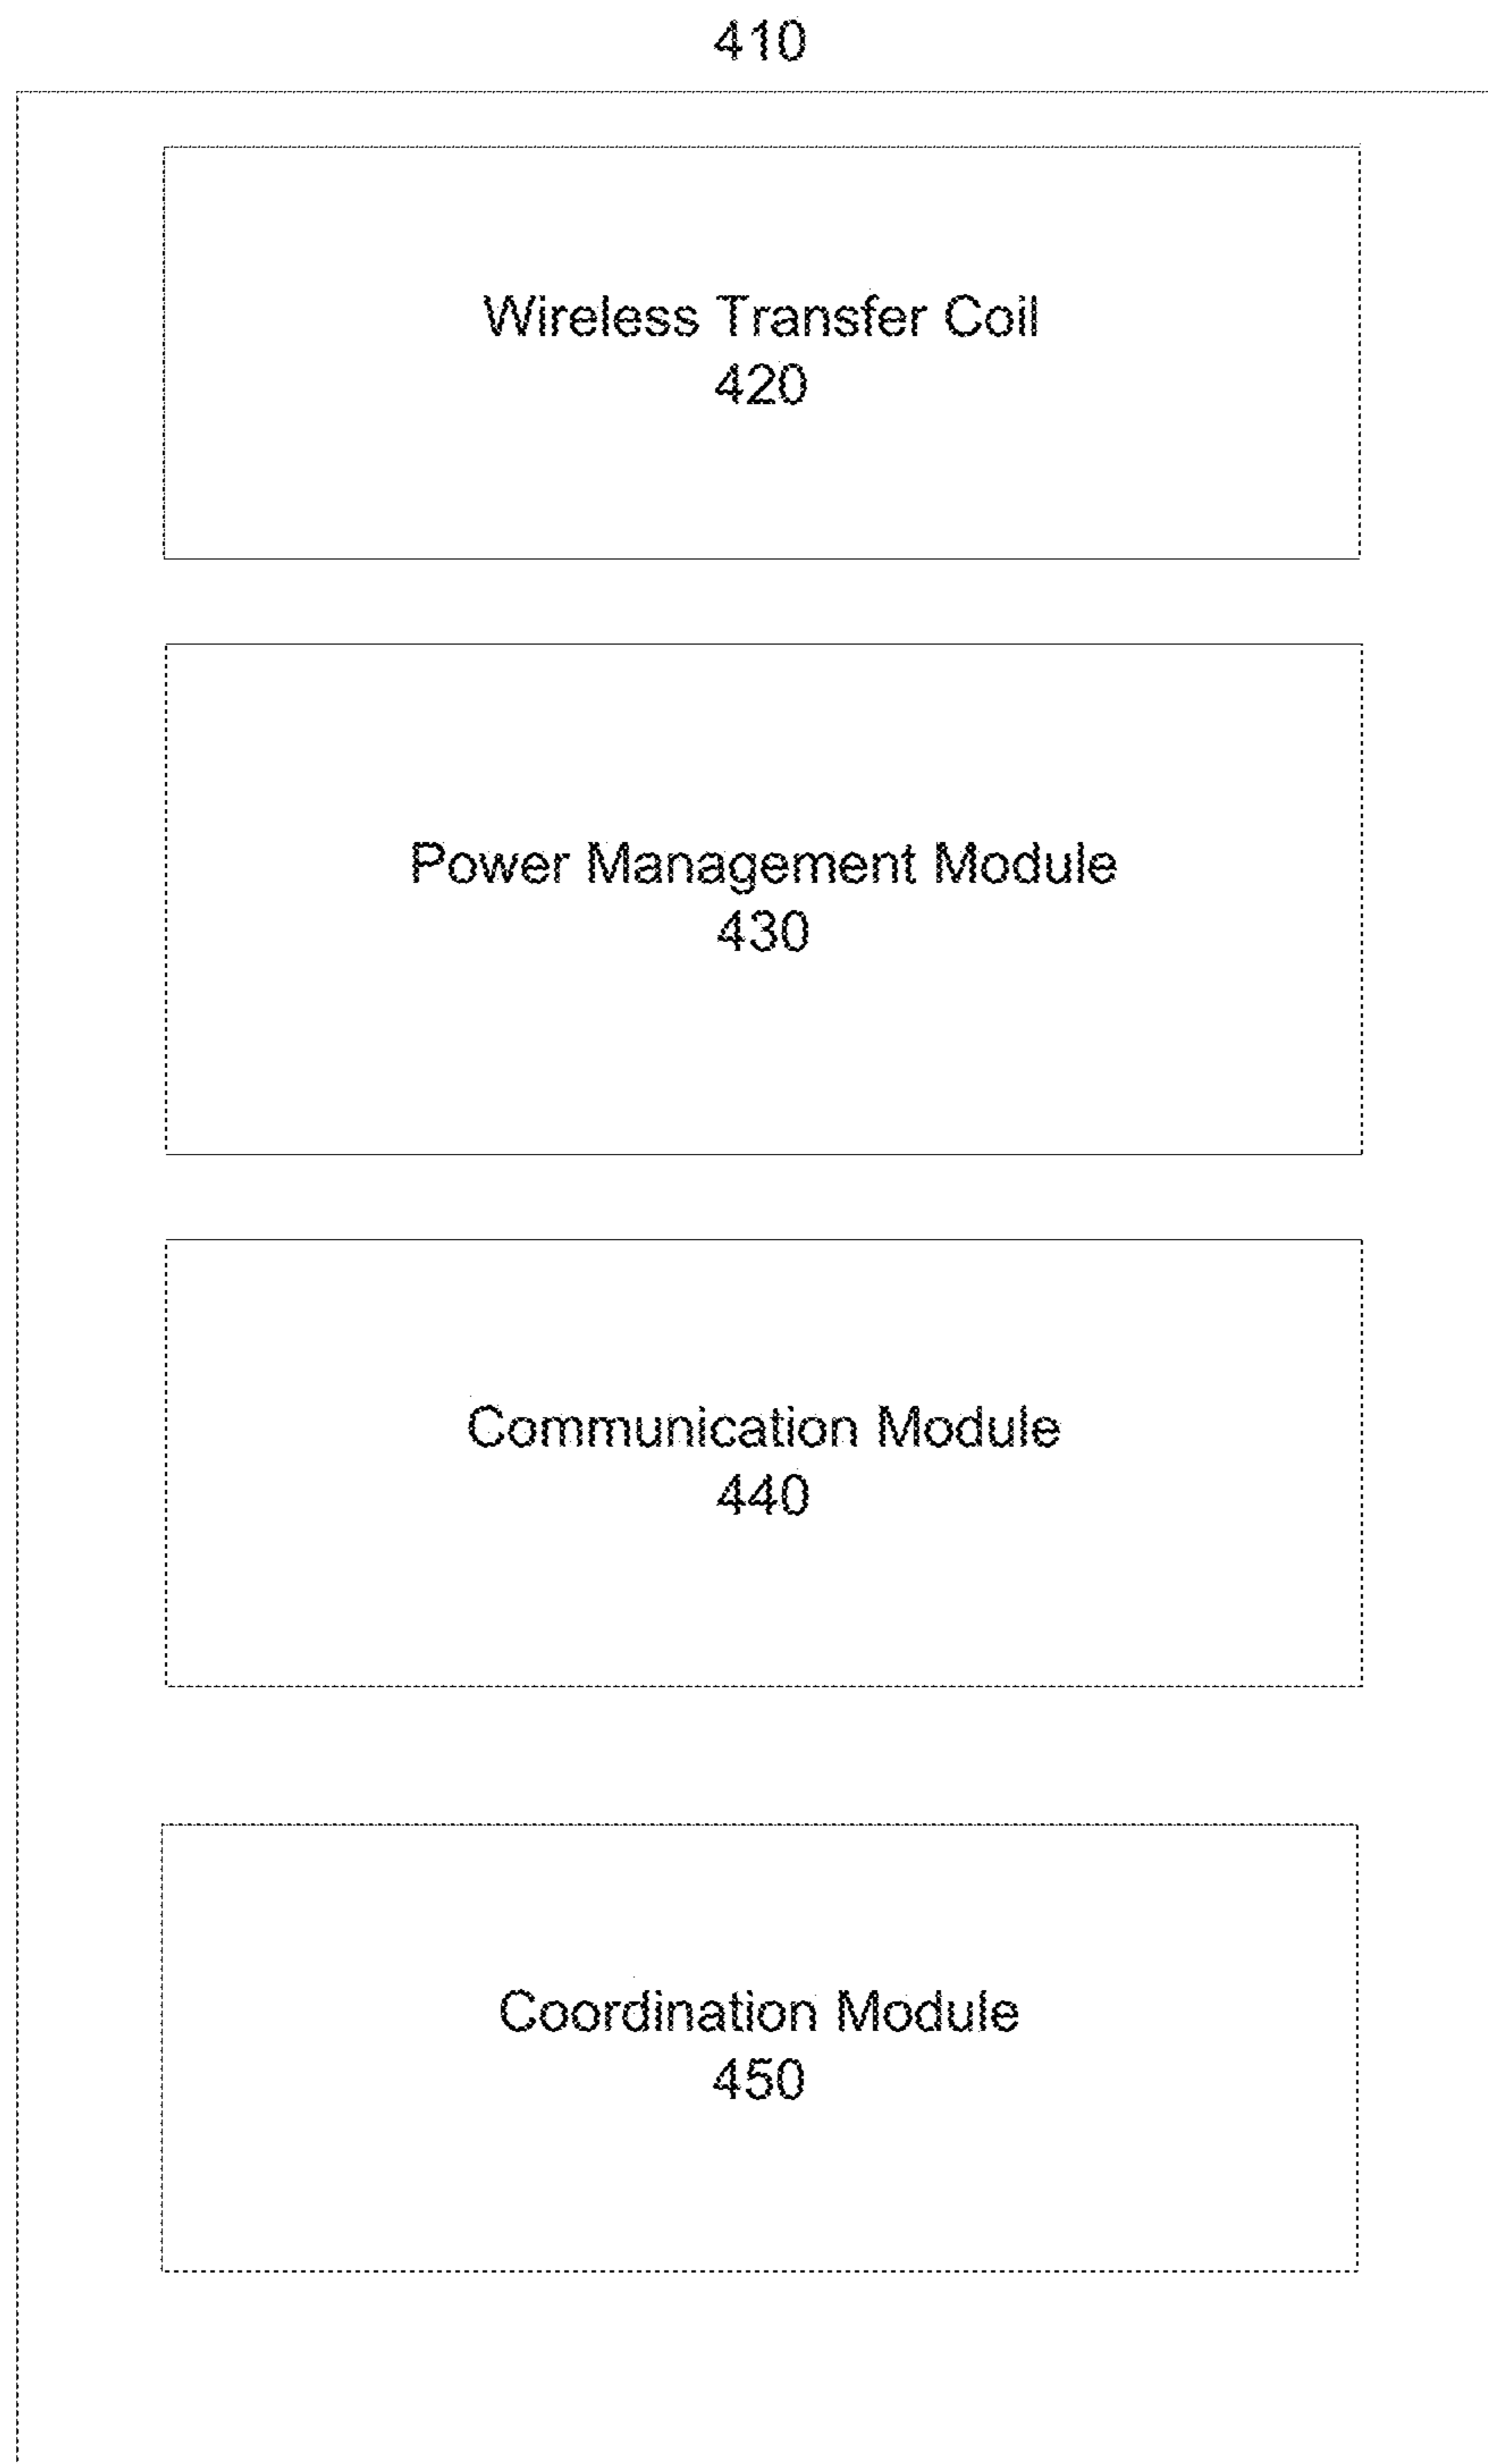 410
Wireless Transfer Coil
420
Power Management Module
430
Communication Module
440
Coordination Module
450